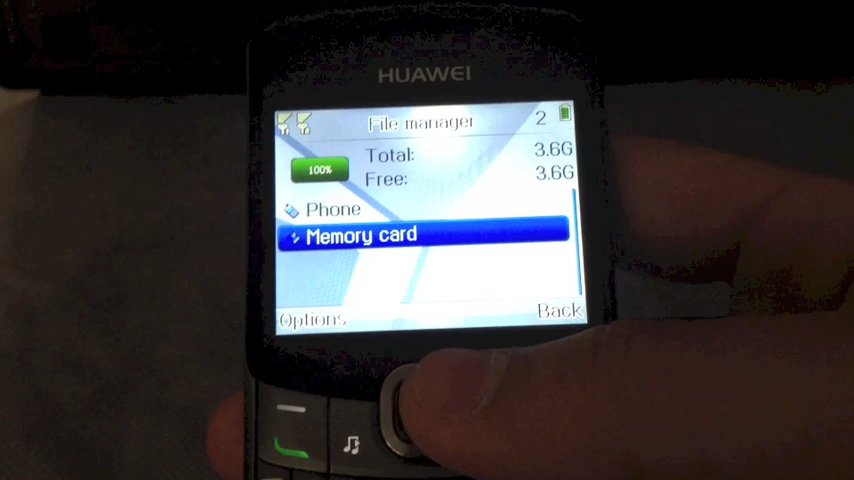 HUAWEI
File manager 2
100%
Total: 3.6G
Free: 3.6G
Phone
Memory card
Options Back